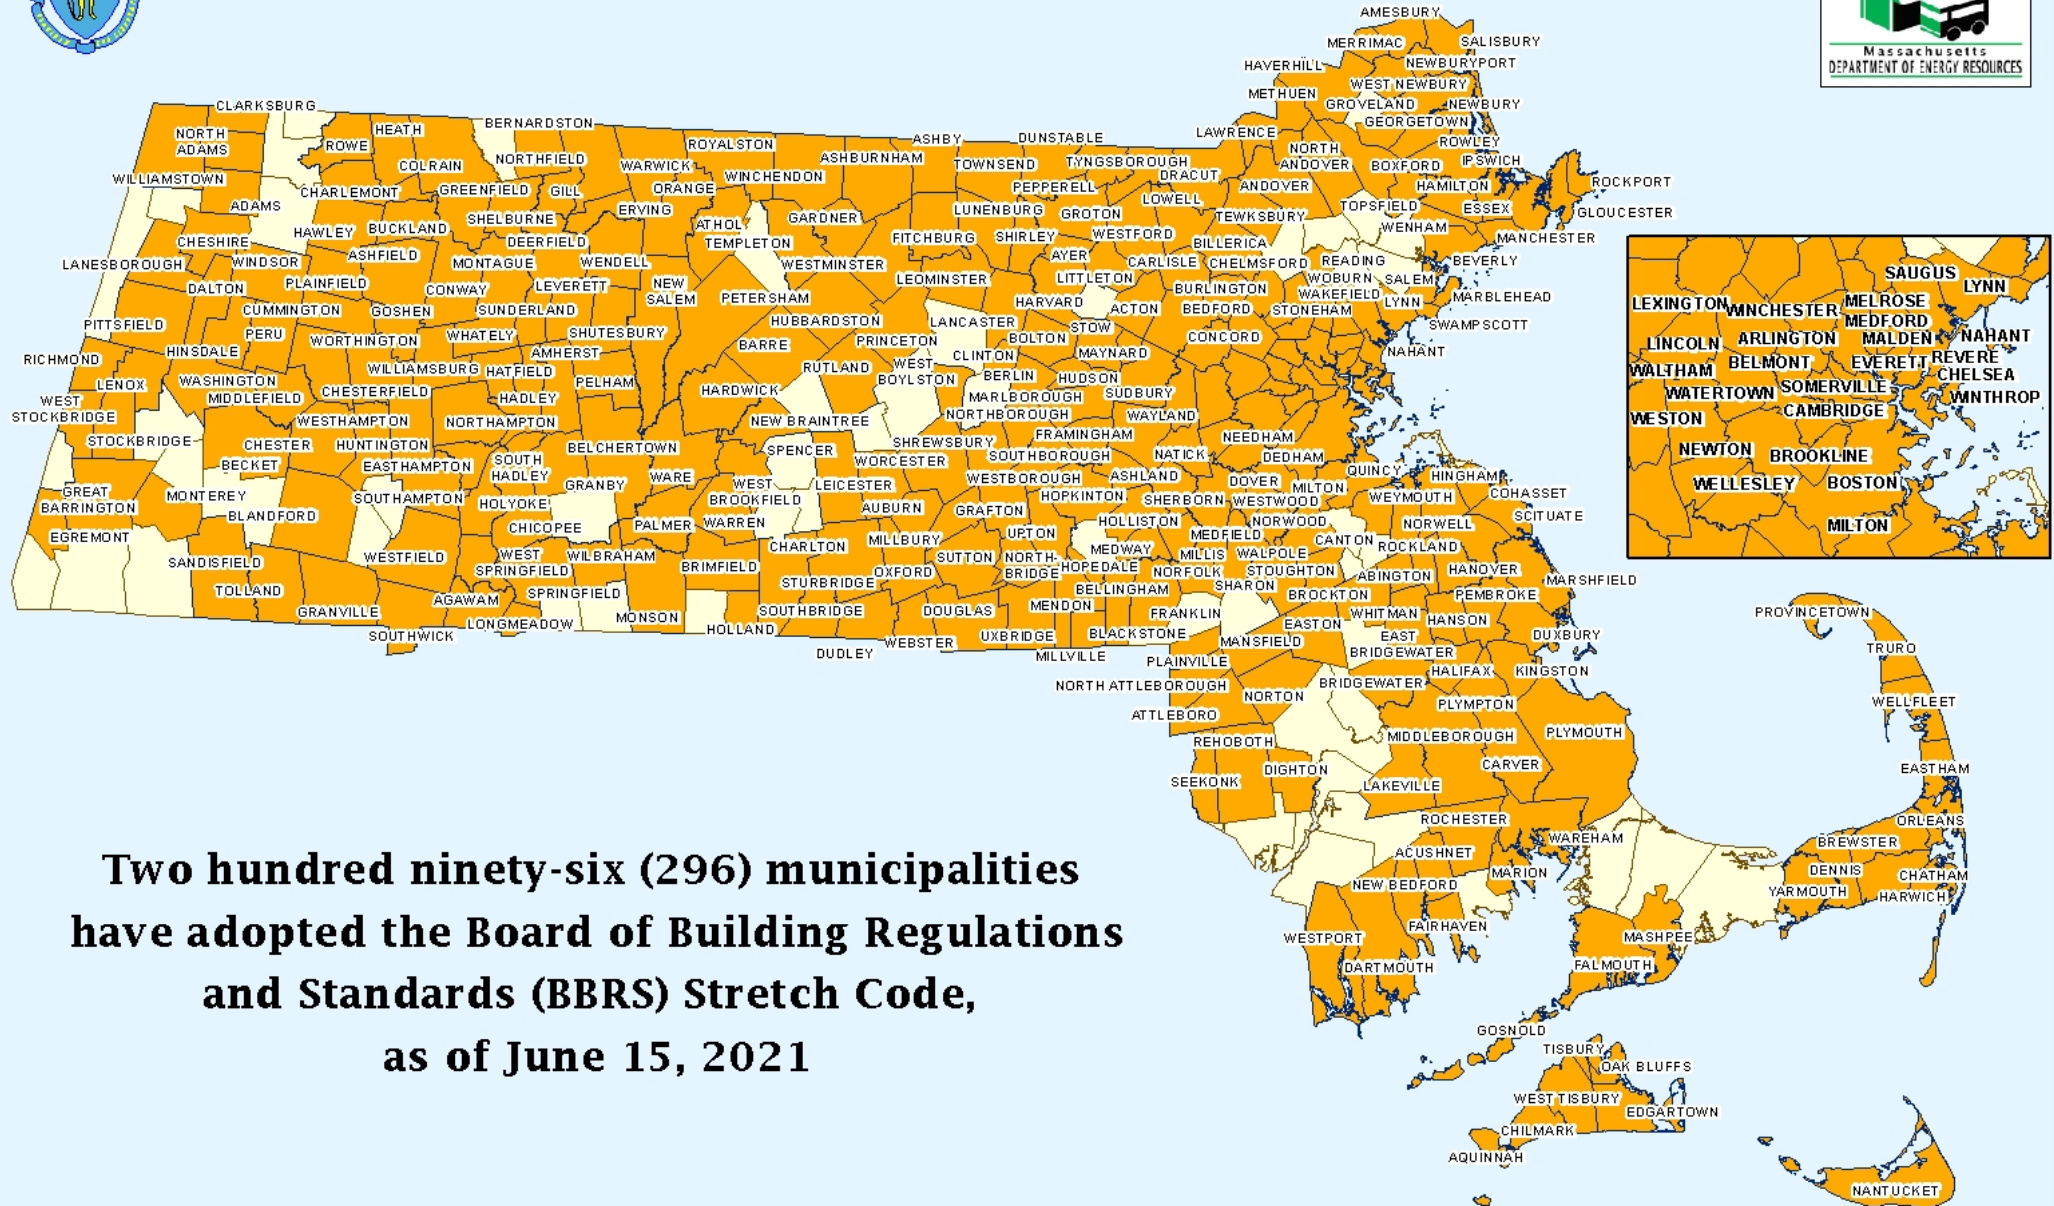 Massachusetts
DEPARTMENT OF ENERGY RESOURCES
AMESBURY
MERRIMAC
SALISBURY
HAVERHILL
NEWBURYPORT
WEST NEWBURY
METHUEN
GROVELAND
NEWBURY
GEORGETOWN
CLARKSBURG
BERNARDSTON
LAWRENCE
ROWLEY
NORTH
ADAMS
HEATH
ROWE
ROYALSTON
ASHBY
DUNSTABLE
NORTH
ANDOVER
BOXFORD
IPSWICH
COLRAIN
NORTHFIELD
WARWICK
ASHBURNHAM
TOWNSEND
TYNGSBOROUGH
DRACUT
WILLIAMSTOWN
CHARLEMONT
GREENFIELD
GILL
ORANGE
WINCHENDON
PEPPERELL
ANDOVER
HAMILTON
ROCKPORT
ADAMS
SHELBURNE
ERVING
ATHOL
GARDNER
LUNENBURG
GROTON
LOWELL
TEWKSBURY
TOPSFIELD
ESSEX
GLOUCESTER
HAWLEY
BUCKLAND
DEERFIELD
TEMPLETON
FITCHBURG
SHIRLEY
WESTFORD
BILLERICA
WENHAM
MANCHESTER
CHESHIRE
ASHFIELD
MONTAGUE
WENDELL
WESTMINSTER
AYER
CARLISLE
CHELMSFORD
READING
BEVERLY
LANESBOROUGH
WINDSOR
PLAINFIELD
CONWAY
LEVERETT
NEW
SALEM
LEOMINSTER
LITTLETON
BURLINGTON
WOBURN
SALEM
DALTON
PETERSHAM
HARVARD
ACTON
BEDFORD
WAKEFIELD
LYNN
MARBLEHEAD
CUMMINGTON
GOSHEN
SUNDERLAND
HUBBARDSTON
LANCASTER
STOW
STONEHAM
SWAMPSCOTT
PITTSFIELD
PERU
WORTHINGTON
WHATELY
SHUTESBURY
BARRE
PRINCETON
BOLTON
MAYNARD
CONCORD
NAHANT
RICHMOND
HINSDALE
AMHERST
CLINTON
WILLIAMSBURG
HATFIELD
RUTLAND
WEST
BOYLSTON
BERLIN
HUDSON
LENOX
WASHINGTON
MIDDLEFIELD
CHESTERFIELD
HADLEY
PELHAM
HARDWICK
MARLBOROUGH
SUDBURY
WEST
STOCKBRIDGE
WESTHAMPTON
NORTHAMPTON
NEW BRAINTREE
NORTHBOROUGH
WAYLAND
STOCKBRIDGE
CHESTER
HUNTINGTON
BELCHERTOWN
SPENCER
SHREWSBURY
FRAMINGHAM
NEEDHAM
BECKET
EASTHAMPTON
SOUTH
HADLEY
WORCESTER
SOUTHBOROUGH
NATICK
DEDHAM
QUINCY
HINGHAM
GREAT
BARRINGTON
MONTEREY
SOUTHAMPTON
GRANBY
WARE
WEST
BROOKFIELD
LEICESTER
WESTBOROUGH
ASHLAND
DOVER
MILTON
WEYMOUTH
COHASSET
BLANDFORD
HOLYOKE
AUBURN
GRAFTON
HOPKINTON
SHERBORN
WESTWOOD
SCITUATE
EGREMONT
CHICOPEE
PALMER
WARREN
MILLBURY
UPTON
HOLLISTON
NORWOOD
NORWELL
SANDISFIELD
WESTFIELD
WEST
SPRINGFIELD
WILBRAHAM
BRIMFIELD
CHARLTON
SUTTON
NORTH-
BRIDGE
HOPEDALE
MEDWAY
MEDFIELD
MILLIS
WALPOLE
CANTON
ROCKLAND
TOLLAND
AGAWAM
SPRINGFIELD
STURBRIDGE
OXFORD
BELLINGHAM
NORFOLK
STOUGHTON
SHARON
ABINGTON
HANOVER
MARSHFIELD
GRANVILLE
MONSON
SOUTHBRIDGE
DOUGLAS
MENDON
FRANKLIN
BROCKTON
WHITMAN
PEMBROKE
SOUTHWICK
LONGMEADOW
HOLLAND
DUDLEY
WEBSTER
UXBRIDGE
MILLVILLE
BLACKSTONE
MANSFIELD
EASTON
EAST
BRIDGEWATER
HANSON
DUXBURY
PLAINVILLE
HALIFAX
KINGSTON
NORTH ATTLEBOROUGH
NORTON
BRIDGEWATER
PLYMPTON
ATTLEBORO
REHOBOTH
MIDDLEBOROUGH
PLYMOUTH
SEEKONK
DIGHTON
LAKEVILLE
CARVER
ROCHESTER
WAREHAM
ACUSHNET
MARION
NEW BEDFORD
FAIRHAVEN
WESTPORT
DARTMOUTH
MASHPEE
FALMOUTH
GOSNOLD
TISBURY
OAK BLUFFS
WEST TISBURY
EDGARTOWN
CHILMARK
AQUINNAH
NANTUCKET
PROVINCETOWN
TRURO
WELLFLEET
EASTHAM
ORLEANS
BREWSTER
DENNIS
CHATHAM
YARMOUTH
HARWICH
SAUGUS
LYNN
LEXINGTON
WINCHESTER
MELROSE
MEDFORD
LINCOLN
ARLINGTON
MALDEN
NAHANT
WALTHAM
BELMONT
EVERETT
REVERE
CHELSEA
WATERTOWN
SOMERVILLE
WINTHROP
WESTON
CAMBRIDGE
NEWTON
BROOKLINE
WELLESLEY
BOSTON
MILTON
Two hundred ninety-six (296) municipalities
have adopted the Board of Building Regulations
and Standards (BBRS) Stretch Code,
as of June 15, 2021